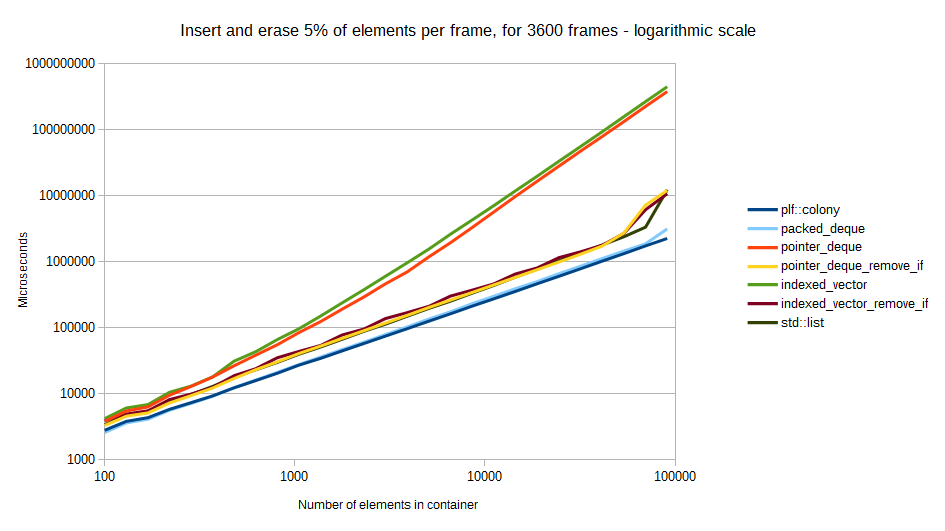 Insert and erase 5% of elements per frame, for 3600 frames - logarithmic scale
1000000000
100000000
10000000
1000000
100000
10000
1000
Microseconds
100
1000
10000
100000
Number of elements in container
plf::colony
packed_deque
pointer_deque
pointer_deque_remove_if
indexed_vector
indexed_vector_remove_if
std::list